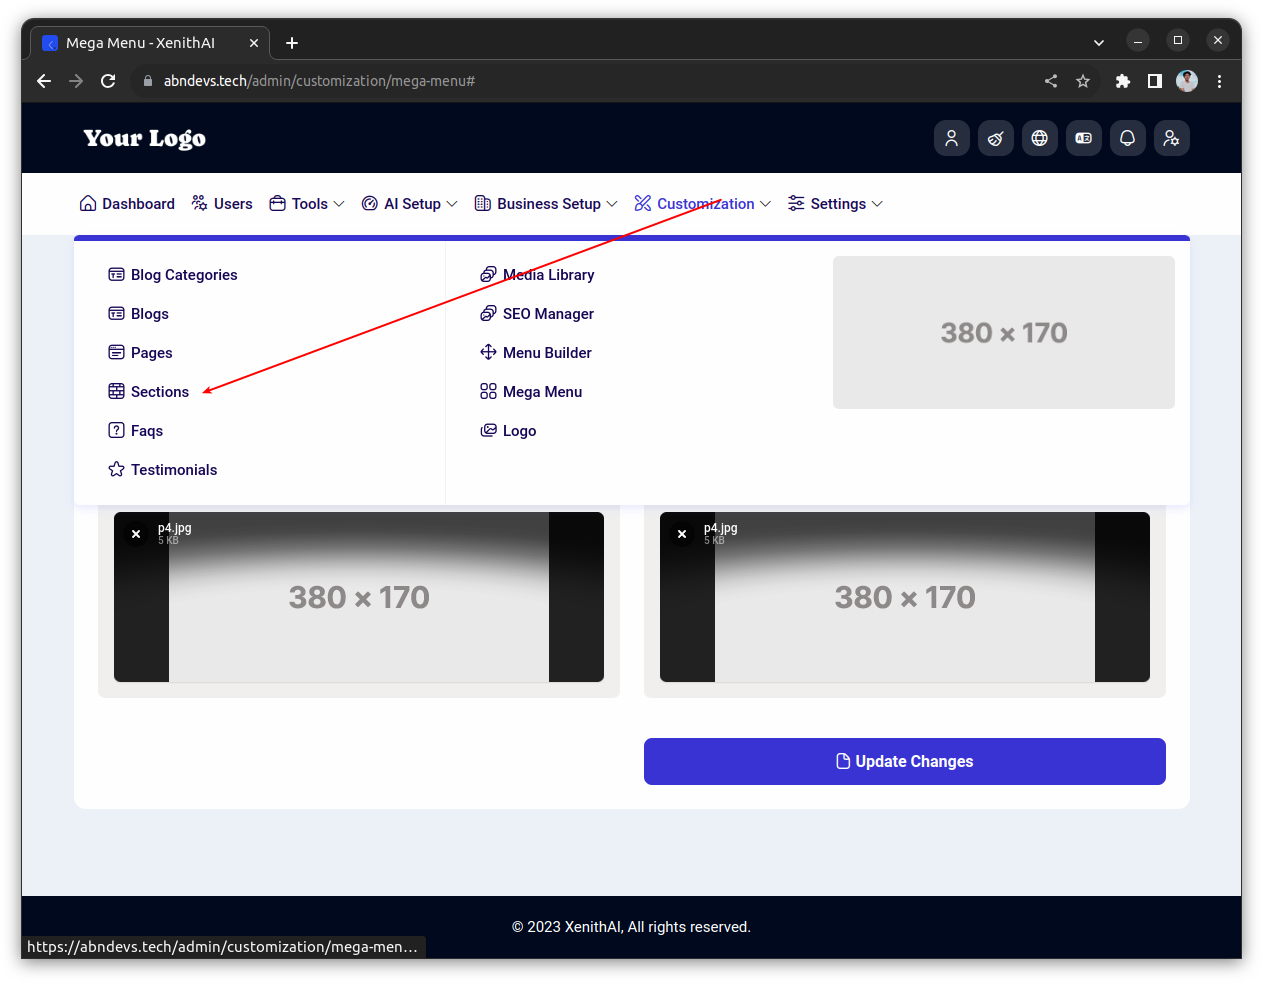 Mega Menu - XenithAI
abndevs.tech/admin/customization/mega-menu#
Your Logo
Dashboard Users Tools AI Setup Business Setup Customization Settings
Blog Categories
Blogs
Pages
Sections
Faqs
Testimonials
Media Library
SEO Manager
Menu Builder
Mega Menu
Logo
380 × 170
p4.jpg
5 KB
380 × 170
p4.jpg
5 KB
380 × 170
Update Changes
© 2023 XenithAI, All rights reserved.
https://abndevs.tech/admin/customization/mega-men...